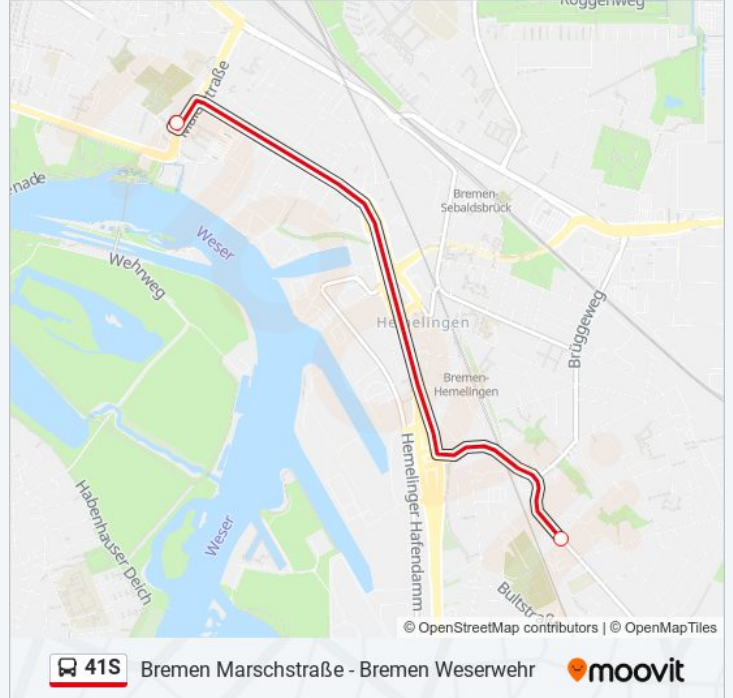 Roggenweg
Malerstraße
enade
Weser
Wehrweg
Bremen-
Sebaldsbrück
Hemelingen
Brüggeweg
Bremen-
Hemelingen
Hemelinger Hafendamm
Habenhauser Deich
Weser
Bultstraße
© OpenStreetMap contributors | © OpenMapTiles
41S Bremen Marschstraße - Bremen Weserwehr moovit